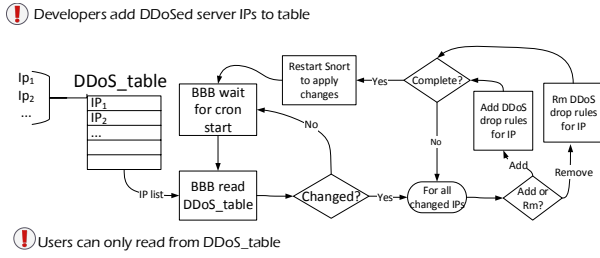 Developers add DDoSed server IPs to table
Ip1
Ip2
...
DDoS_table
IP1
IP2
...
IP list
BBB wait
for cron
start
BBB read
DDoS_table
Restart Snort
to apply
changes
Yes
Complete?
No
No
Changed?
Yes
For all
changed IPs
Add DDoS
drop rules
for IP
Rm DDoS
drop rules
for IP
Add
Remove
Add or
Rm?
Users can only read from DDoS_table